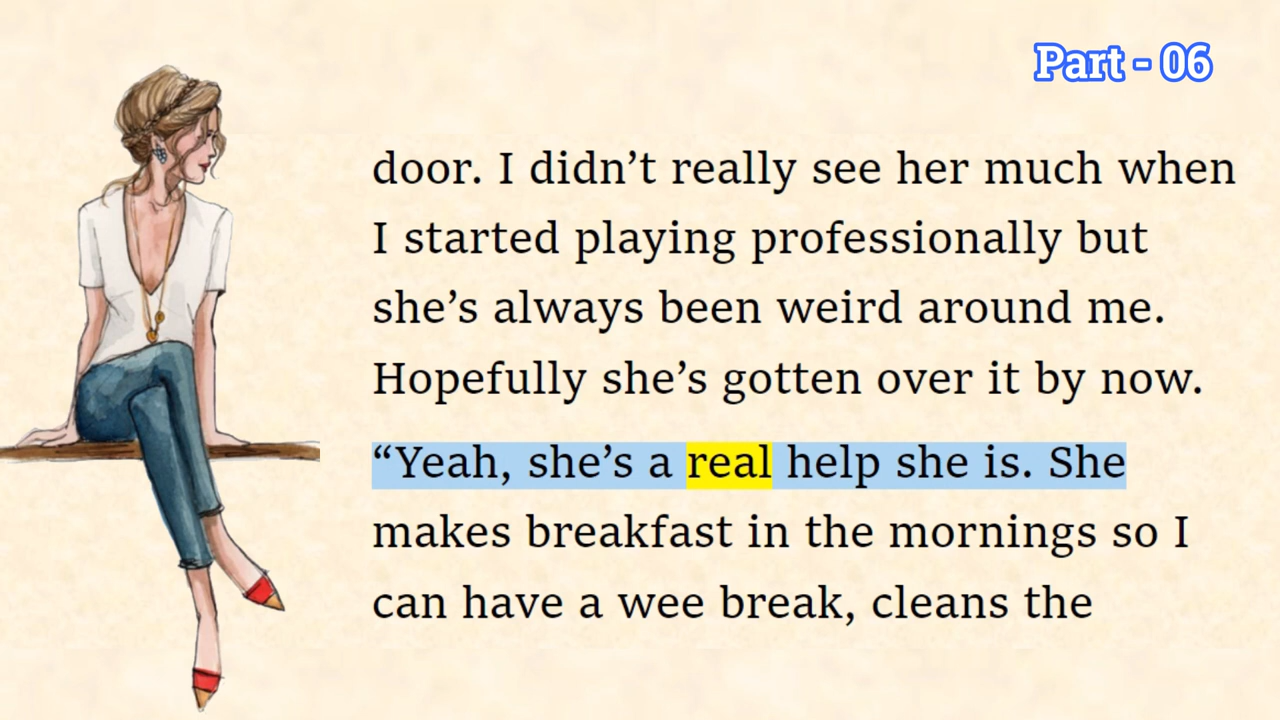 Part - 06
door. I didn’t really see her much when
I started playing professionally but
she’s always been weird around me.
Hopefully she’s gotten over it by now.
“Yeah, she’s a real help she is. She
makes breakfast in the mornings so I
can have a wee break, cleans the